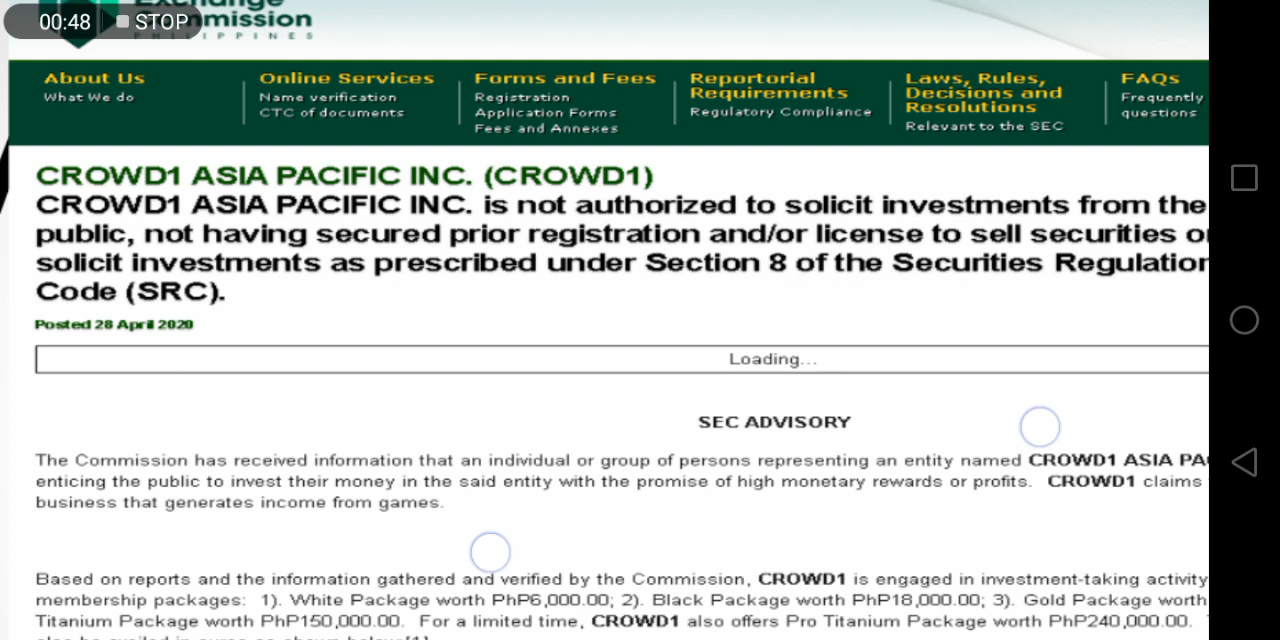 Exchange
00:48 STOP
Commission
PHILIPPINES
About Us
What We do
Online Services
Name verification
CTC of documents
Forms and Fees
Registration
Application Forms
Fees and Annexes
Reportorial
Requirements
Regulatory Compliance
Laws, Rules,
Decisions and
Resolutions
Relevant to the SEC
FAQs
Frequently
questions
CROWD1 ASIA PACIFIC INC. (CROWD1)
CROWD1 ASIA PACIFIC INC. is not authorized to solicit investments from the
public, not having secured prior registration and/or license to sell securities or
solicit investments as prescribed under Section 8 of the Securities Regulation
Code (SRC).
Posted 28 April 2020
Loading...
SEC ADVISORY
The Commission has received information that an individual or group of persons representing an entity named CROWD1 ASIA PA
enticing the public to invest their money in the said entity with the promise of high monetary rewards or profits. CROWD1 claims
business that generates income from games.
Based on reports and the information gathered and verified by the Commission, CROWD1 is engaged in investment-taking activity
membership packages: 1). White Package worth PhP6,000.00; 2). Black Package worth PhP18,000.00; 3). Gold Package worth
Titanium Package worth PhP150,000.00. For a limited time, CROWD1 also offers Pro Titanium Package worth PhP240,000.00.